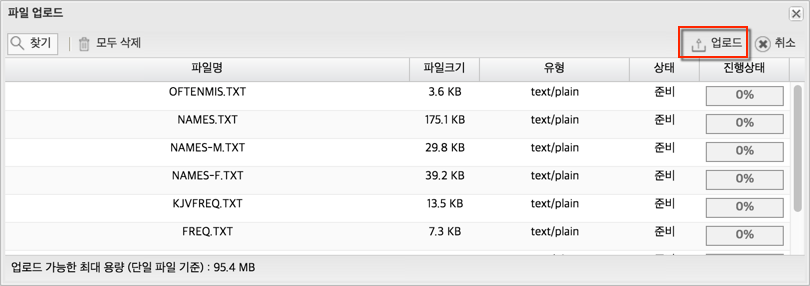 파일 업로드
찾기 모두 삭제 업로드 취소
파일명 파일크기 유형 상태 진행상태
OFTENMIS.TXT 3.6 KB text/plain 준비 0%
NAMES.TXT 175.1 KB text/plain 준비 0%
NAMES-M.TXT 29.8 KB text/plain 준비 0%
NAMES-F.TXT 39.2 KB text/plain 준비 0%
KJVFREQ.TXT 13.5 KB text/plain 준비 0%
FREQ.TXT 7.3 KB text/plain 준비 0%
업로드 가능한 최대 용량 (단일 파일 기준) : 95.4 MB